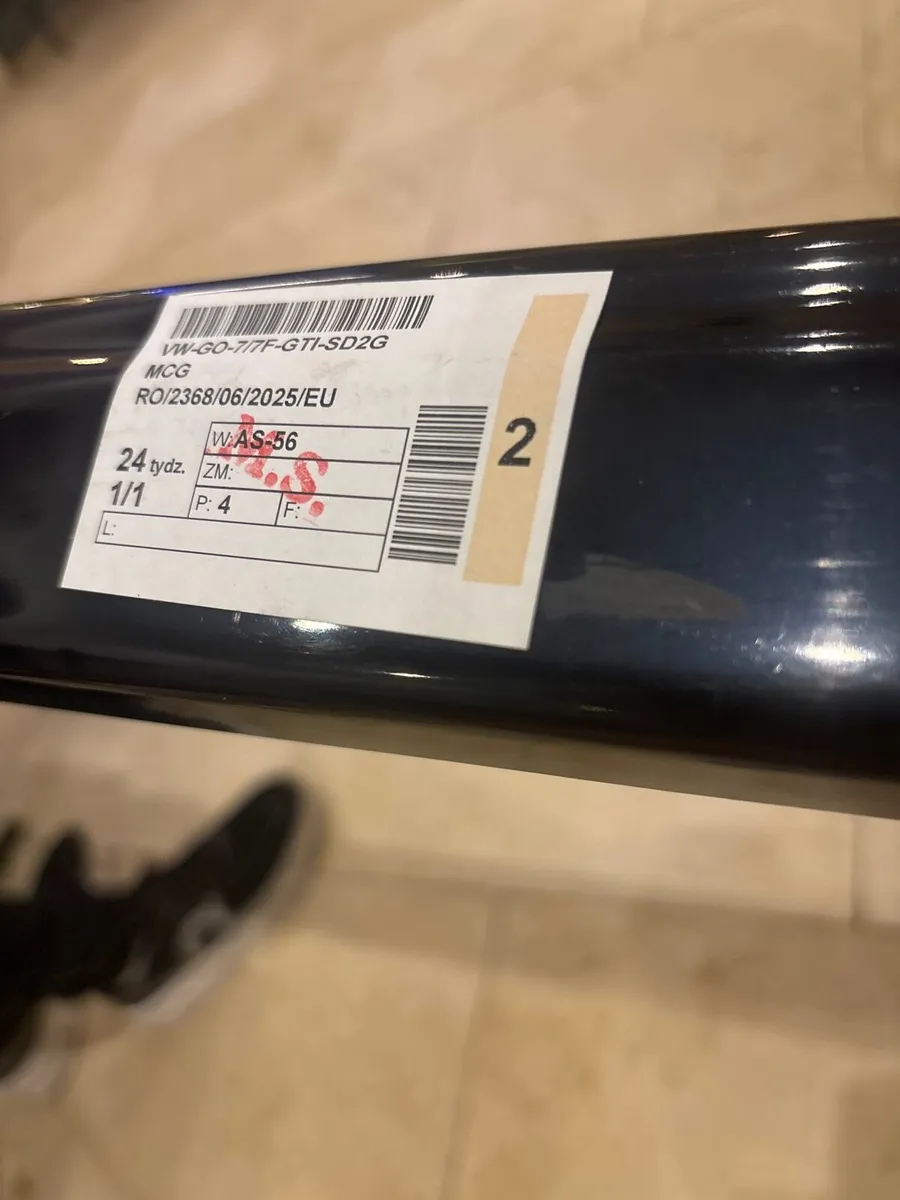 VW-GO-7/7F-GTI-SD2G
MCG
RO/2368/06/2025/EU
W: AS-56
M.S.
24 tydz.
ZM:
1/1
P: 4
F:
L:
2